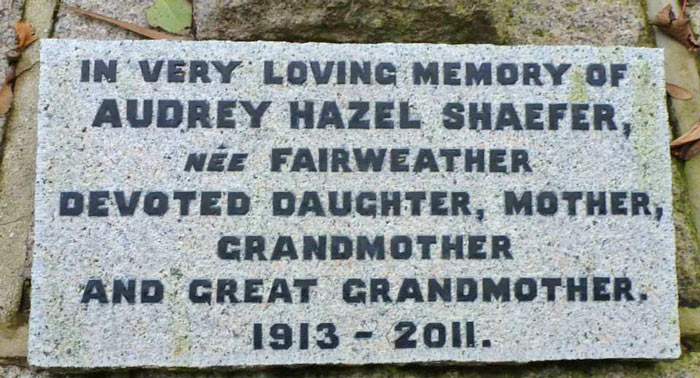 IN VERY LOVING MEMORY OF
AUDREY HAZEL SHAEFER,
NÉE FAIRWEATHER
DEVOTED DAUGHTER, MOTHER,
GRANDMOTHER
AND GREAT GRANDMOTHER.
1913 - 2011.